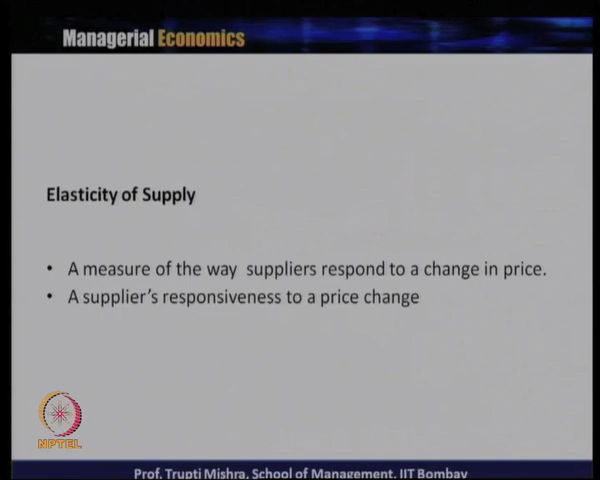 Managerial Economics
Elasticity of Supply
• A measure of the way suppliers respond to a change in price.
• A supplier's responsiveness to a price change
NPTEL
Prof. Trupti Mishra, School of Management, IIT Bombay